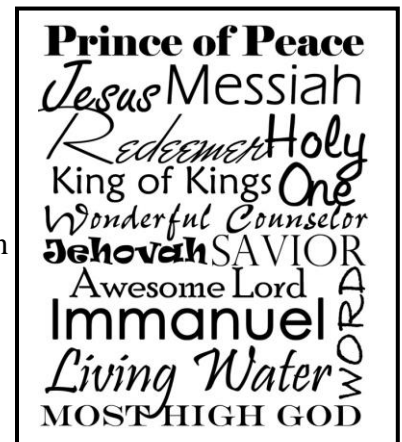 Prince of Peace
Jesus Messiah
Redeemer Holy
King of Kings One
Wonderful Counselor
Jehovah SAVIOR
Awesome Lord
Immanuel
WORD
Living Water
MOST HIGH GOD